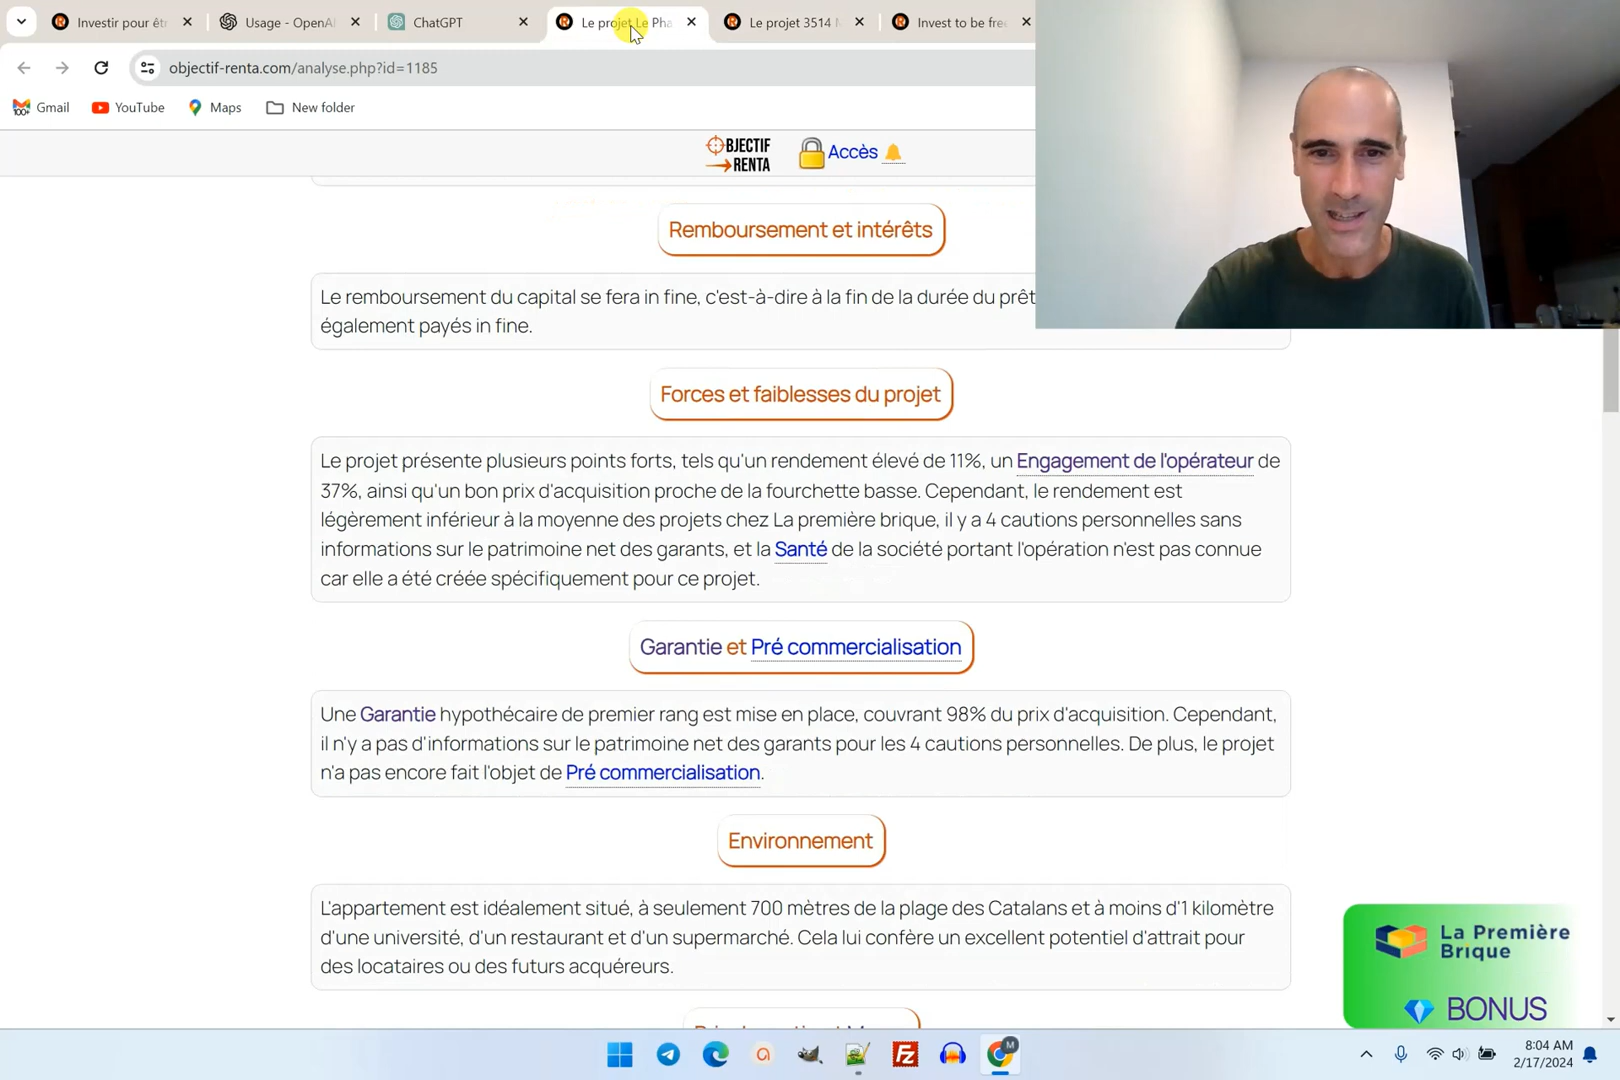 Investir pour êt
Usage - OpenAI
ChatGPT
Le projet Le Pha
Le projet 3514
Invest to be fre
objectif-renta.com/analyse.php?id=1185
Gmail
YouTube
Maps
New folder
OBJECTIF
RENTA
Accès
Remboursement et intérêts
Le remboursement du capital se fera in fine, c'est-à-dire à la fin de la durée du prêt
également payés in fine.
Forces et faiblesses du projet
Le projet présente plusieurs points forts, tels qu'un rendement élevé de 11%, un Engagement de l'opérateur de
37%, ainsi qu'un bon prix d'acquisition proche de la fourchette basse. Cependant, le rendement est
légèrement inférieur à la moyenne des projets chez La première brique, il y a 4 cautions personnelles sans
informations sur le patrimoine net des garants, et la Santé de la société portant l'opération n'est pas connue
car elle a été créée spécifiquement pour ce projet.
Garantie et Pré commercialisation
Une Garantie hypothécaire de premier rang est mise en place, couvrant 98% du prix d'acquisition. Cependant,
il n'y a pas d'informations sur le patrimoine net des garants pour les 4 cautions personnelles. De plus, le projet
n'a pas encore fait l'objet de Pré commercialisation.
Environnement
L'appartement est idéalement situé, à seulement 700 mètres de la plage des Catalans et à moins d'1 kilomètre
d'une université, d'un restaurant et d'un supermarché. Cela lui confère un excellent potentiel d'attrait pour
des locataires ou des futurs acquéreurs.
La Première
Brique
BONUS
8:04 AM
2/17/2024